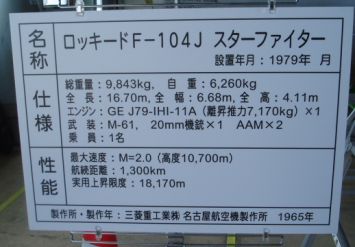 名称
ロッキードF-104J スターファイター
設置年月：1979年 月
仕様
総重量：9,843kg, 自 重：6,260kg
全 長：16.70m, 全 幅：6.68m, 全 高：4.11m
エンジン：GE J79-IHI-11A（離昇推力7,170kg）×1
武 装：M-61, 20mm機銃×1 AAM×2
乗 員：1名
性能
最大速度：M=2.0（高度10,700m）
航続距離：1,300km
実用上昇限度：18,170m
製作所・製作年：三菱重工業㈱ 名古屋航空機製作所 1965年